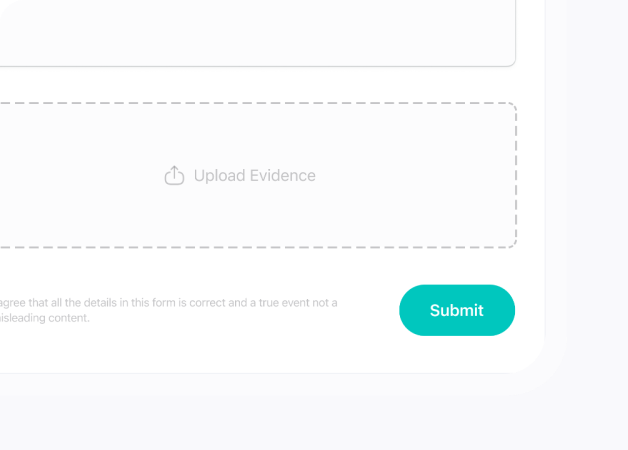 Upload Evidence
agree that all the details in this form is correct and a true event not a
isleading content.
Submit